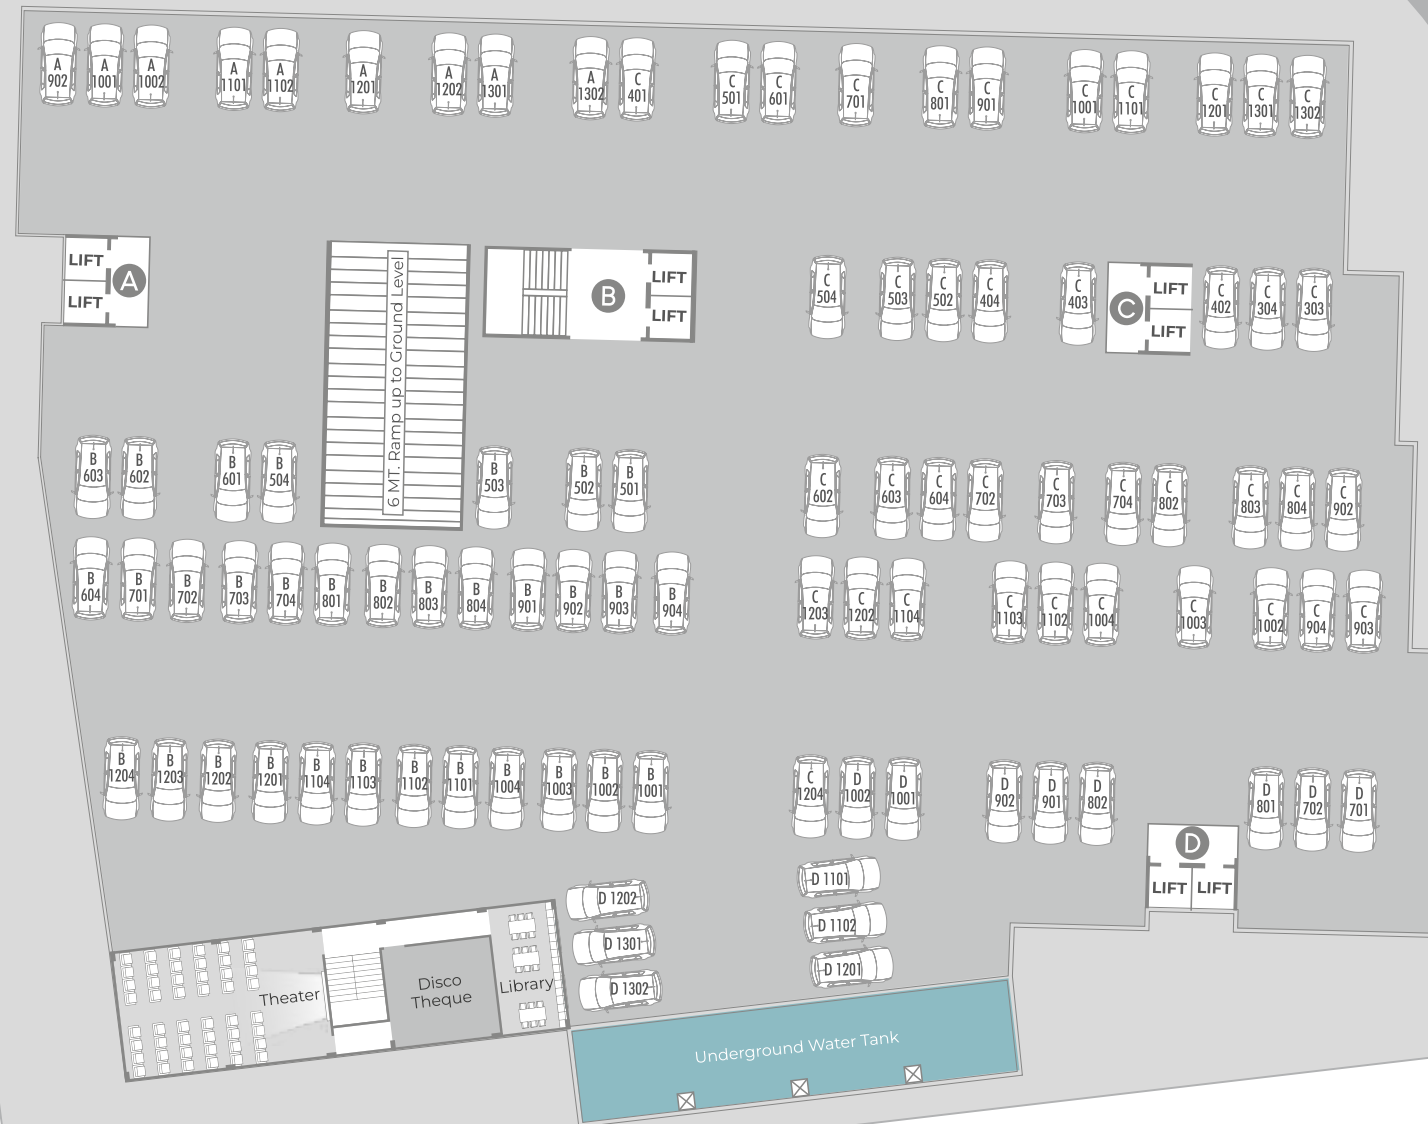 A 902
A 1001
A 1002
A 1101
A 1102
A 1201
A 1202
A 1301
A 1302
C 401
C 501
C 601
C 701
C 801
C 901
C 1001
C 1101
C 1201
C 1301
C 1302
LIFT
LIFT
A
6 MT. Ramp up to Ground Level
B
LIFT
LIFT
C 504
C 503
C 502
C 404
C 403
C
LIFT
LIFT
C 402
C 304
C 303
B 603
B 602
B 601
B 504
B 503
B 502
B 501
C 602
C 603
C 604
C 702
C 703
C 704
C 802
C 803
C 804
C 902
B 604
B 701
B 702
B 703
B 704
B 801
B 802
B 803
B 804
B 901
B 902
B 903
B 904
C 1203
C 1202
C 1104
C 1103
C 1102
C 1004
C 1003
C 1002
C 904
C 903
B 1204
B 1203
B 1202
B 1201
B 1104
B 1103
B 1102
B 1101
B 1004
B 1003
B 1002
B 1001
C 1204
D 1002
D 1001
D 902
D 901
D 802
D 801
D 702
D 701
D
LIFT
LIFT
D 1202
D 1301
D 1302
D 1101
D 1102
D 1201
Theater
Disco
Theque
Library
Underground Water Tank